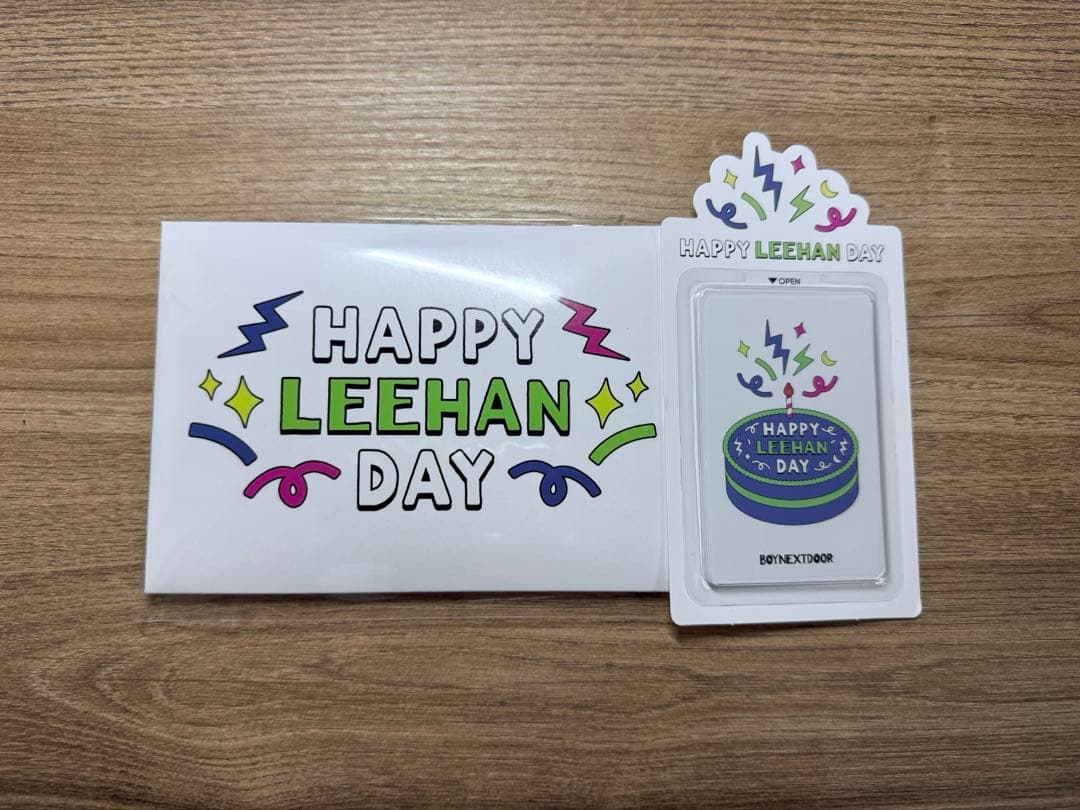 HAPPY
LEEHAN
DAY
HAPPY LEEHAN DAY
▼ OPEN
HAPPY
LEEHAN
DAY
BOYNEXTDOOR